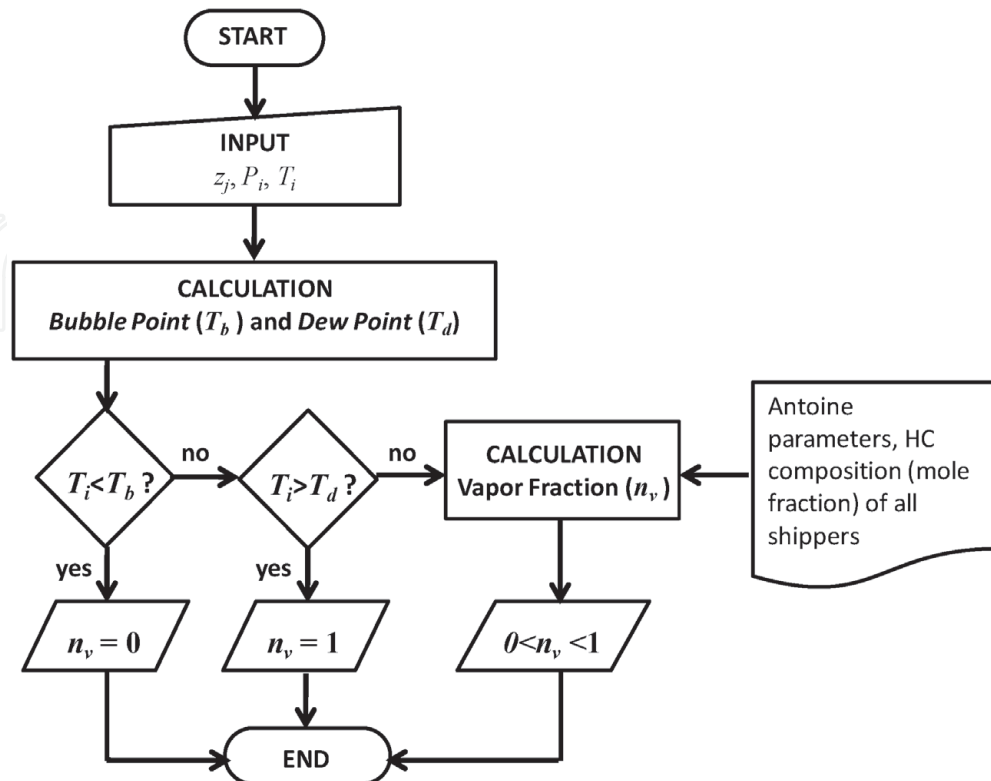 START
INPUT
z_j, P_i, T_i
CALCULATION
Bubble Point (T_b) and Dew Point (T_d)
T_i<T_b?
no
T_i>T_d?
no
CALCULATION
Vapor Fraction (n_v)
Antoine
parameters, HC
composition (mole
fraction) of all
shippers
yes
yes
n_v = 0
n_v = 1
0<n_v<1
END